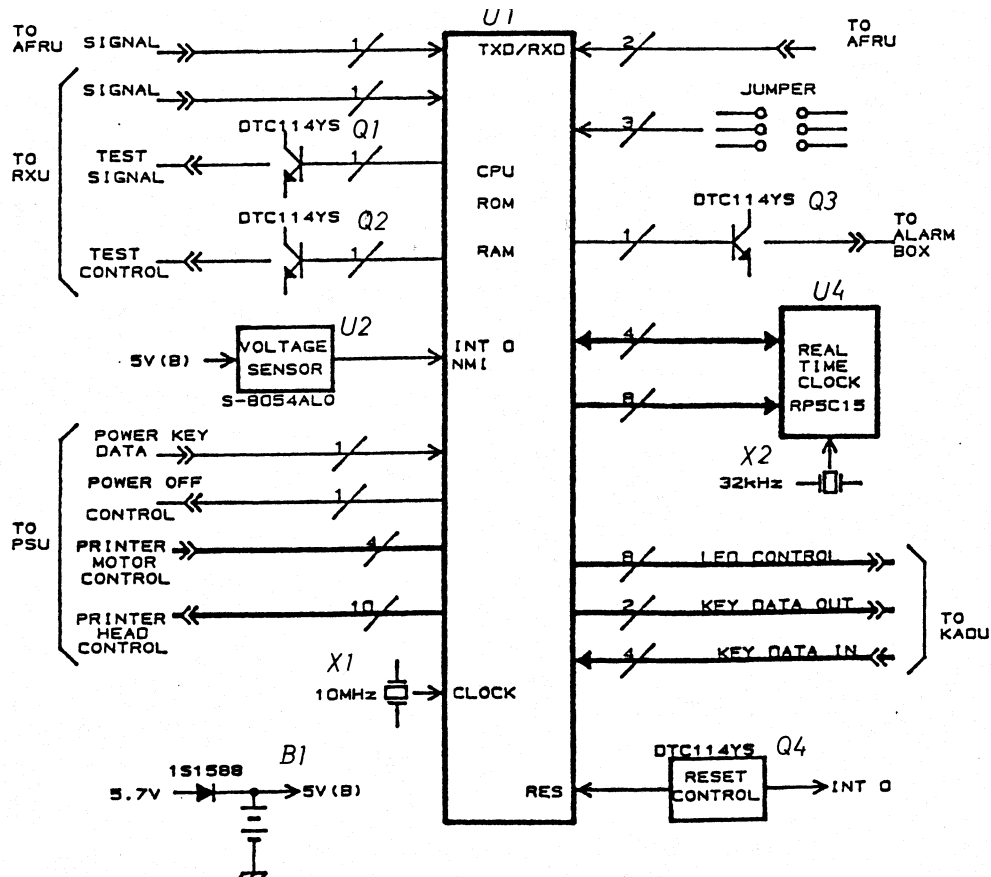 U1
TO
AFRU
SIGNAL
1
TXD/RXD
2
TO
AFRU
SIGNAL
1
JUMPER
3
DTC114YS Q1
TO
RXU
TEST
SIGNAL
1
CPU
ROM
RAM
DTC114YS Q2
TEST
CONTROL
1
DTC114YS Q3
1
TO
ALARM
BOX
U2
5V(B)
VOLTAGE
SENSOR
S-8054ALO
INT 0
NMI
U4
4
8
REAL
TIME
CLOCK
RP5C15
X2
32kHz
TO
PSU
POWER KEY
DATA
1
POWER OFF
CONTROL
1
PRINTER
MOTOR
CONTROL
4
PRINTER
HEAD
CONTROL
10
8
LED CONTROL
2
KEY DATA OUT
4
KEY DATA IN
TO
KADU
X1
10MHz
CLOCK
1S1588
B1
5.7V
5V(B)
RES
DTC114YS Q4
RESET
CONTROL
INT 0